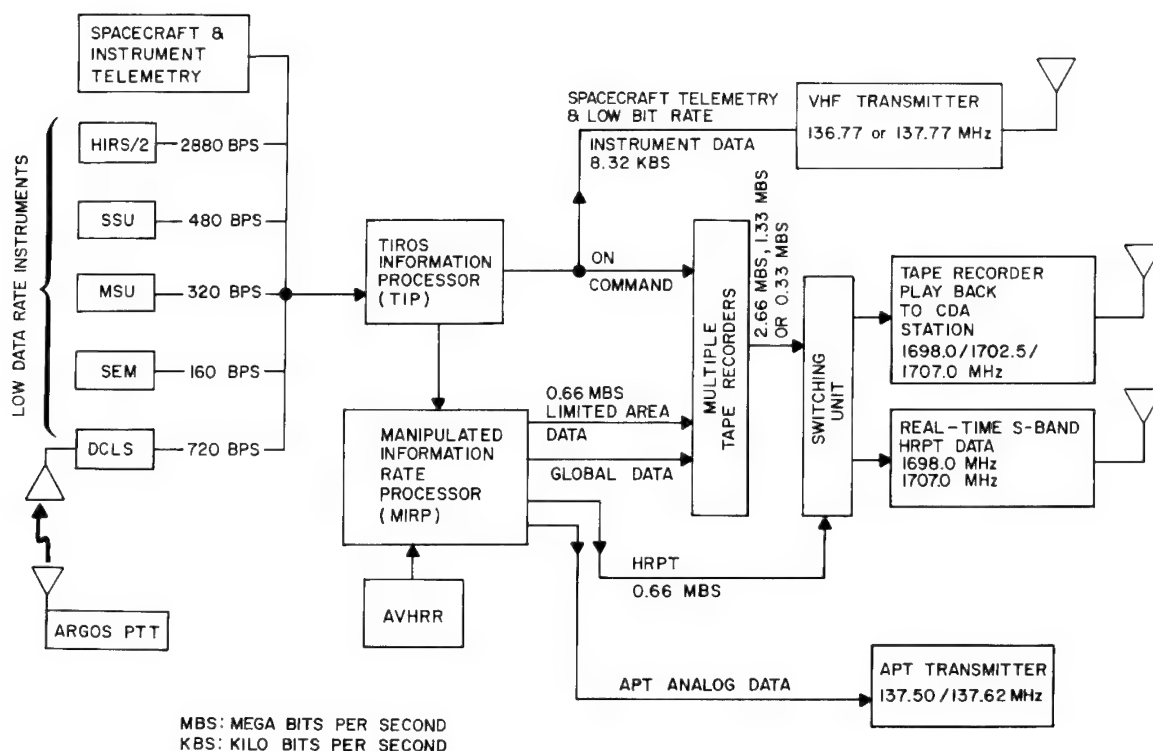 SPACECRAFT &
INSTRUMENT
TELEMETRY
LOW DATA RATE INSTRUMENTS
HIRS/2
2880 BPS
SSU
480 BPS
MSU
320 BPS
SEM
160 BPS
DCLS
720 BPS
ARGOS PTT
TIROS
INFORMATION
PROCESSOR
(TIP)
MANIPULATED
INFORMATION
RATE
PROCESSOR
(MIRP)
AVHRR
SPACECRAFT TELEMETRY
& LOW BIT RATE
INSTRUMENT DATA
8.32 KBS
ON
COMMAND
0.66 MBS
LIMITED AREA
DATA
GLOBAL DATA
HRPT
0.66 MBS
APT ANALOG DATA
MULTIPLE
TAPE RECORDERS
2.66 MBS, 1.33 MBS
OR 0.33 MBS
SWITCHING
UNIT
VHF TRANSMITTER
136.77 or 137.77 MHz
TAPE RECORDER
PLAY BACK
TO CDA
STATION
1698.0/1702.5/
1707.0 MHz
REAL-TIME S-BAND
HRPT DATA
1698.0 MHz
1707.0 MHz
APT TRANSMITTER
137.50/137.62 MHz
MBS: MEGA BITS PER SECOND
KBS: KILO BITS PER SECOND